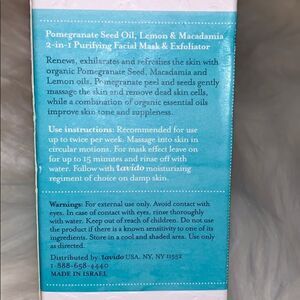 Pomegranate Seed Oil, Lemon & Macadamia
2-in-1 Purifying Facial Mask & Exfoliator
Renews, exhilarates and refreshes the skin with
organic Pomegranate Seed, Macadamia and
Lemon oils. Pomegranate peel and seeds gently
massage the skin and remove dead skin cells,
while a combination of organic essential oils
improve skin tone and suppleness.
Use instructions: Recommended for use
up to twice per week. Massage into skin in
circular motions. For mask effect leave on
for up to 15 minutes and rinse off with
water. Follow with lavido moisturizing
regiment of choice on damp skin.
Warnings: For external use only. Avoid contact with
eyes. In case of contact with eyes, rinse thoroughly
with water. Keep out of reach of children. Do not use
the product if there is a known sensitivity to one of its
ingredients. Store in a cool and shaded area. Use only
as directed.
Distributed by: lavido USA. NY, NY 11552
1-888-658-4440
MADE IN ISRAEL